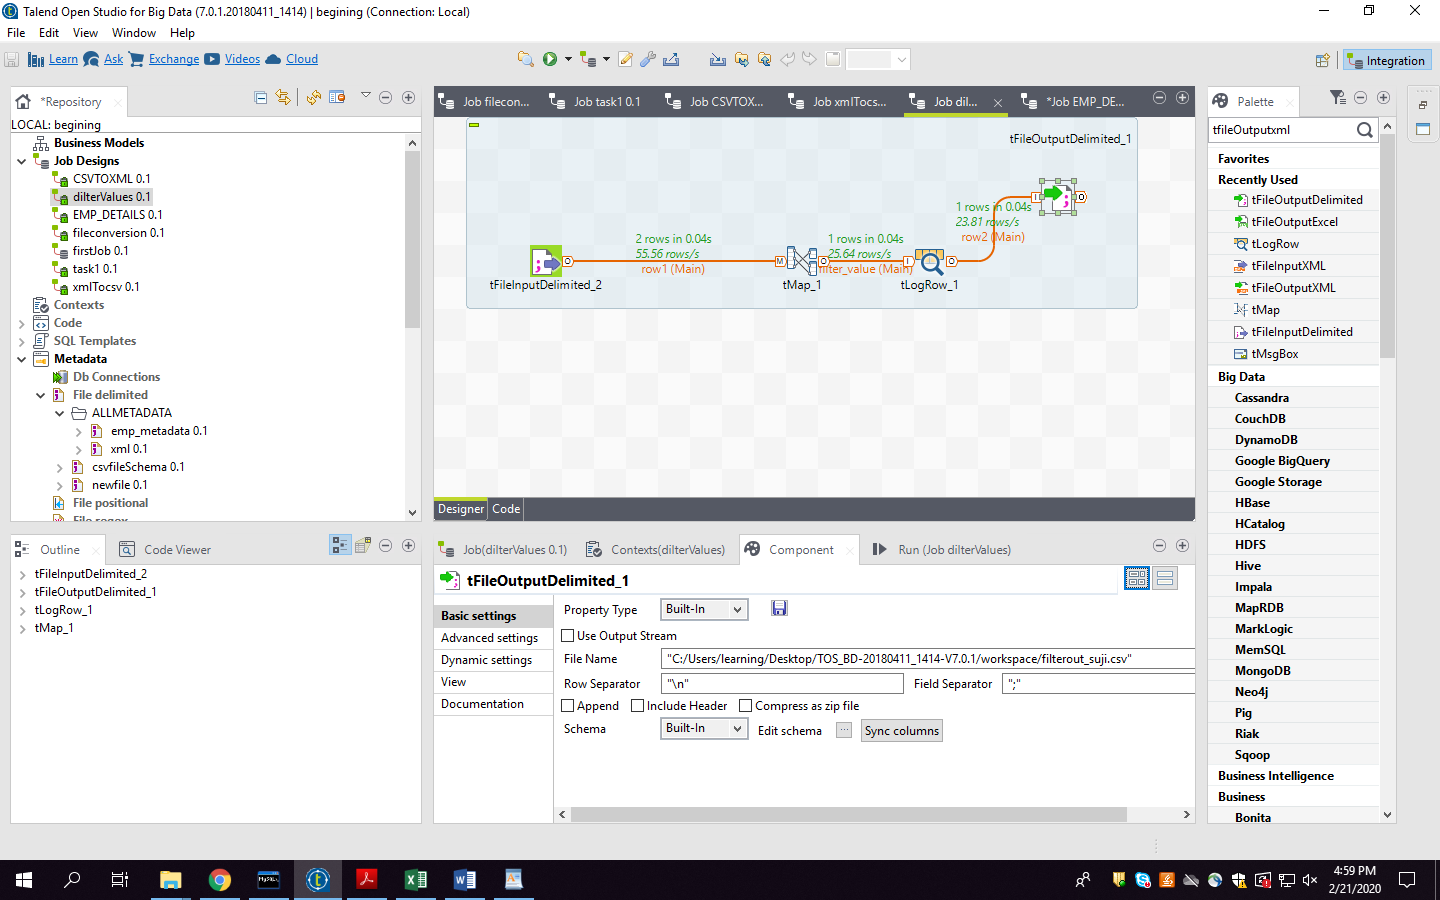 Talend Open Studio for Big Data (7.0.1.20180411_1414) | begining (Connection: Local)
File Edit View Window Help
Learn Ask Exchange Videos Cloud
Integration
*Repository
LOCAL: begining
Business Models
Job Designs
CSVTOXML 0.1
dilterValues 0.1
EMP_DETAILS 0.1
fileconversion 0.1
firstJob 0.1
task1 0.1
xmlTocsv 0.1
Contexts
Code
SQL Templates
Metadata
Db Connections
File delimited
ALLMETADATA
emp_metadata 0.1
xml 0.1
csvfileSchema 0.1
newfile 0.1
File positional
File regex
Job filecon... Job task1 0.1 Job CSVTOX... Job xmlTocs... Job dil... *Job EMP_DE...
tFileOutputDelimited_1
1 rows in 0.04s
23.81 rows/s
row2 (Main)
2 rows in 0.04s
55.56 rows/s
row1 (Main)
1 rows in 0.04s
25.64 rows/s
filter_value (Main)
tFileInputDelimited_2
tMap_1
tLogRow_1
Designer Code
Palette
tfileOutputxml
Favorites
Recently Used
tFileOutputDelimited
tFileOutputExcel
tLogRow
tFileInputXML
tFileOutputXML
tMap
tFileInputDelimited
tMsgBox
Big Data
Cassandra
CouchDB
DynamoDB
Google BigQuery
Google Storage
HBase
HCatalog
HDFS
Hive
Impala
MapRDB
MarkLogic
MemSQL
MongoDB
Neo4j
Pig
Riak
Sqoop
Business Intelligence
Business
Bonita
Outline Code Viewer
tFileInputDelimited_2
tFileOutputDelimited_1
tLogRow_1
tMap_1
Job(dilterValues 0.1) Contexts(dilterValues) Component Run (Job dilterValues)
tFileOutputDelimited_1
Basic settings
Advanced settings
Dynamic settings
View
Documentation
Property Type Built-In
Use Output Stream
File Name "C:/Users/learning/Desktop/TOS_BD-20180411_1414-V7.0.1/workspace/filterout_suji.csv"
Row Separator "\n" Field Separator ";"
Append Include Header Compress as zip file
Schema Built-In Edit schema ... Sync columns
4:59 PM
2/21/2020